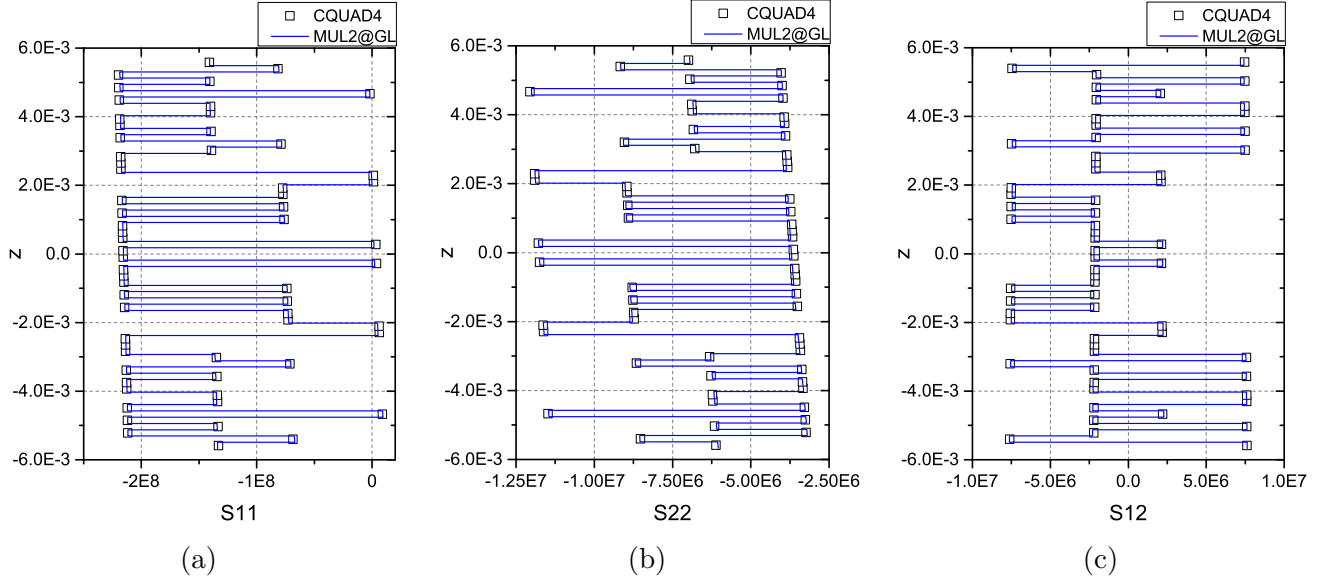 CQUAD4
MUL2@GL
6.0E-3
4.0E-3
2.0E-3
0.0
-2.0E-3
-4.0E-3
-6.0E-3
z
-2E8
-1E8
0
S11
(a)
CQUAD4
MUL2@GL
6.0E-3
4.0E-3
2.0E-3
0.0
-2.0E-3
-4.0E-3
-6.0E-3
z
-1.25E7 -1.00E7 -7.50E6 -5.00E6 -2.50E6
S22
(b)
CQUAD4
MUL2@GL
6.0E-3
4.0E-3
2.0E-3
0.0
-2.0E-3
-4.0E-3
-6.0E-3
z
-1.0E7 -5.0E6 0.0 5.0E6 1.0E7
S12
(c)